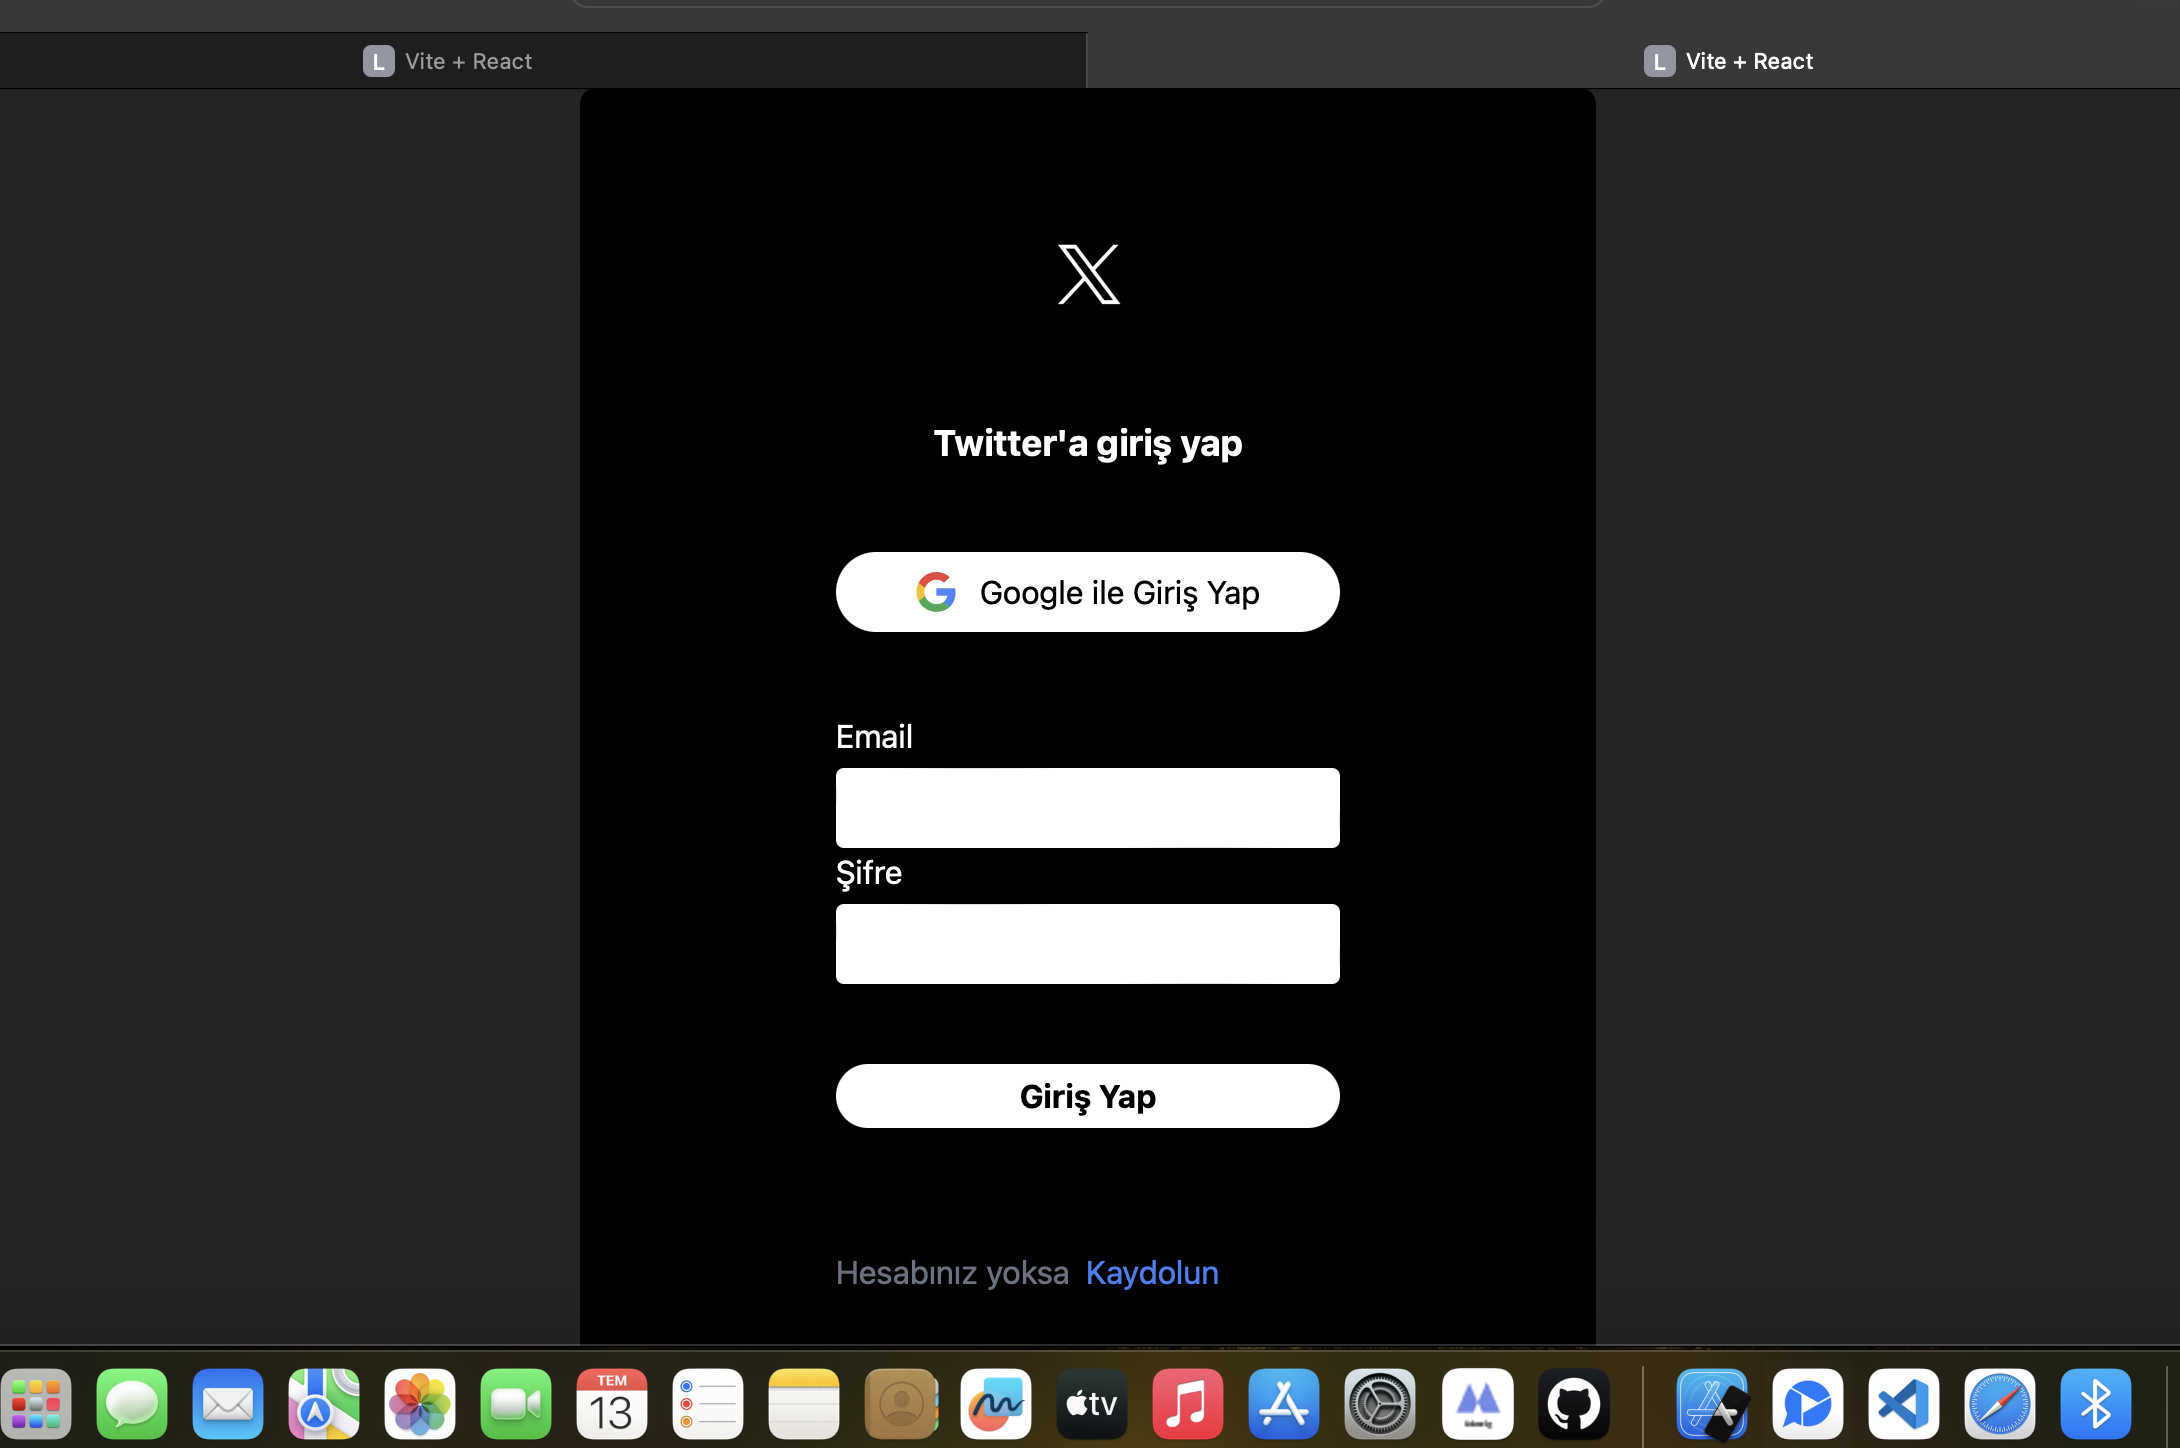 L Vite + React
L Vite + React
Twitter'a giriş yap
Google ile Giriş Yap
Email
Şifre
Giriş Yap
Hesabınız yoksa Kaydolun
TEM
13
tv